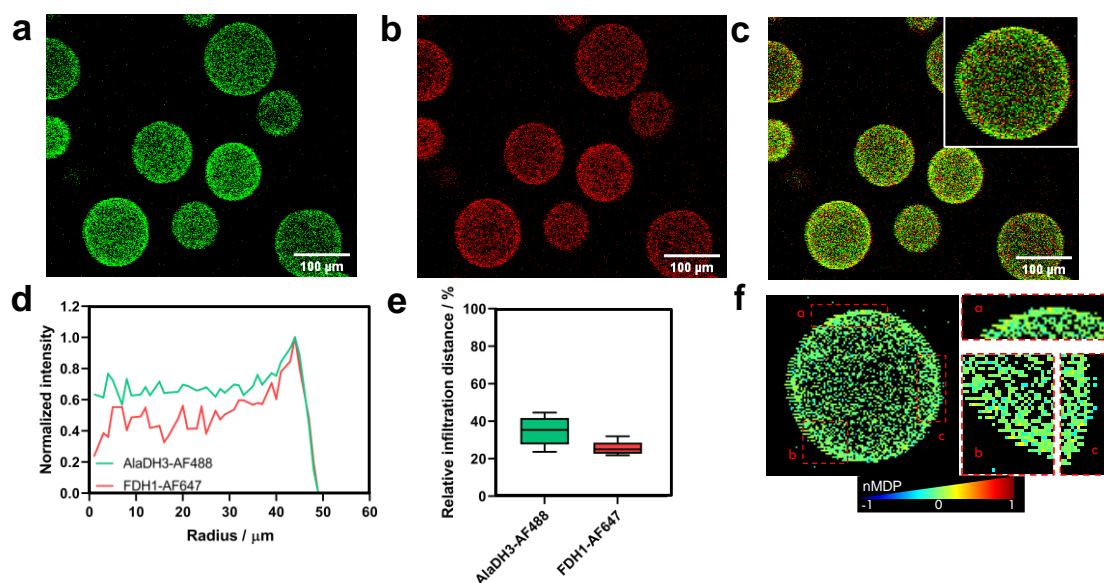 a
b
c
100 µm
100 µm
100 µm
d
Normalized intensity
1.2
1.0
0.8
0.6
0.4
0.2
0.0
AlaDH3-AF488
FDH1-AF647
0 10 20 30 40 50 60
Radius / µm
e
Relative infiltration distance / %
100
80
60
40
20
0
AlaDH3-AF488
FDH1-AF647
f
a
b
c
a
b
c
nMDP
-1 0 1